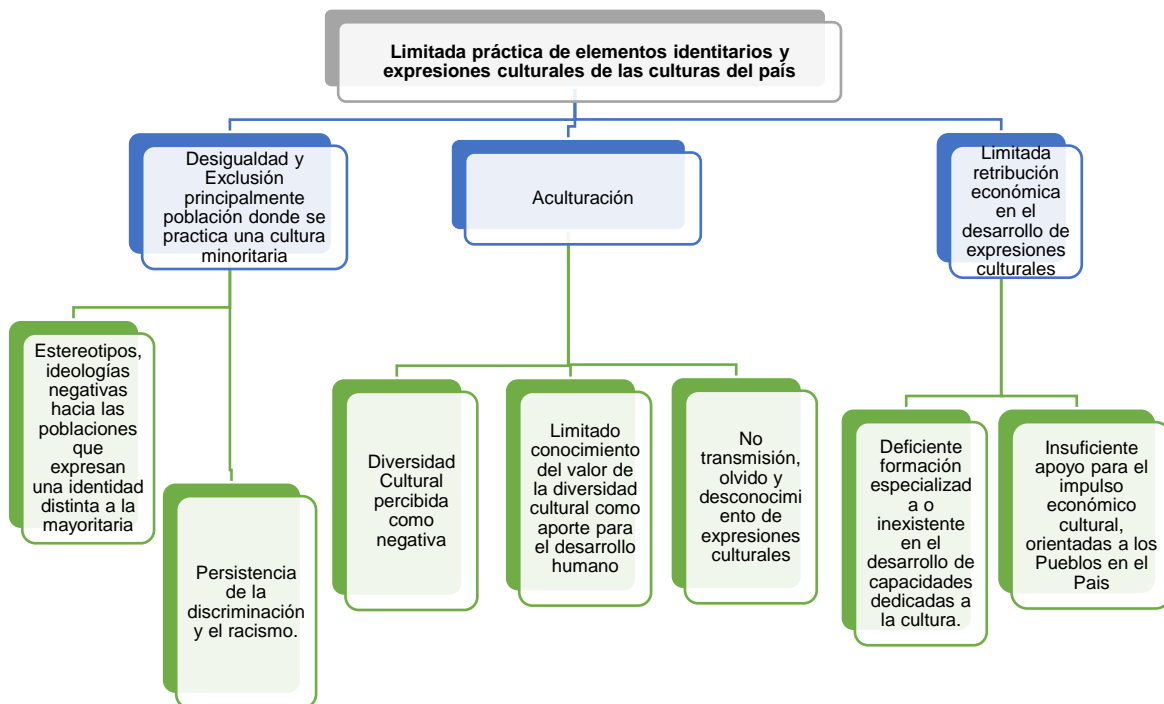 Limitada práctica de elementos identitarios y
expresiones culturales de las culturas del país
Desigualdad y
Exclusión
principalmente
población donde se
practica una cultura
minoritaria
Aculturación
Limitada
retribución
económica
en el
desarrollo de
expresiones
culturales
Estereotipos,
ideologías
negativas
hacia las
poblaciones
que
expresan
una identidad
distinta a la
mayoritaria
Persistencia
de la
discriminación
y el racismo.
Diversidad
Cultural
percibida
como
negativa
Limitado
conocimiento
del valor de
la diversidad
cultural como
aporte para
el desarrollo
humano
No
transmisión,
olvido y
desconocimi
ento de
expresiones
culturales
Deficiente
formación
especializad
a o
inexistente
en el
desarrollo de
capacidades
dedicadas a
la cultura.
Insuficiente
apoyo para el
impulso
económico
cultural,
orientadas a los
Pueblos en el
Pais